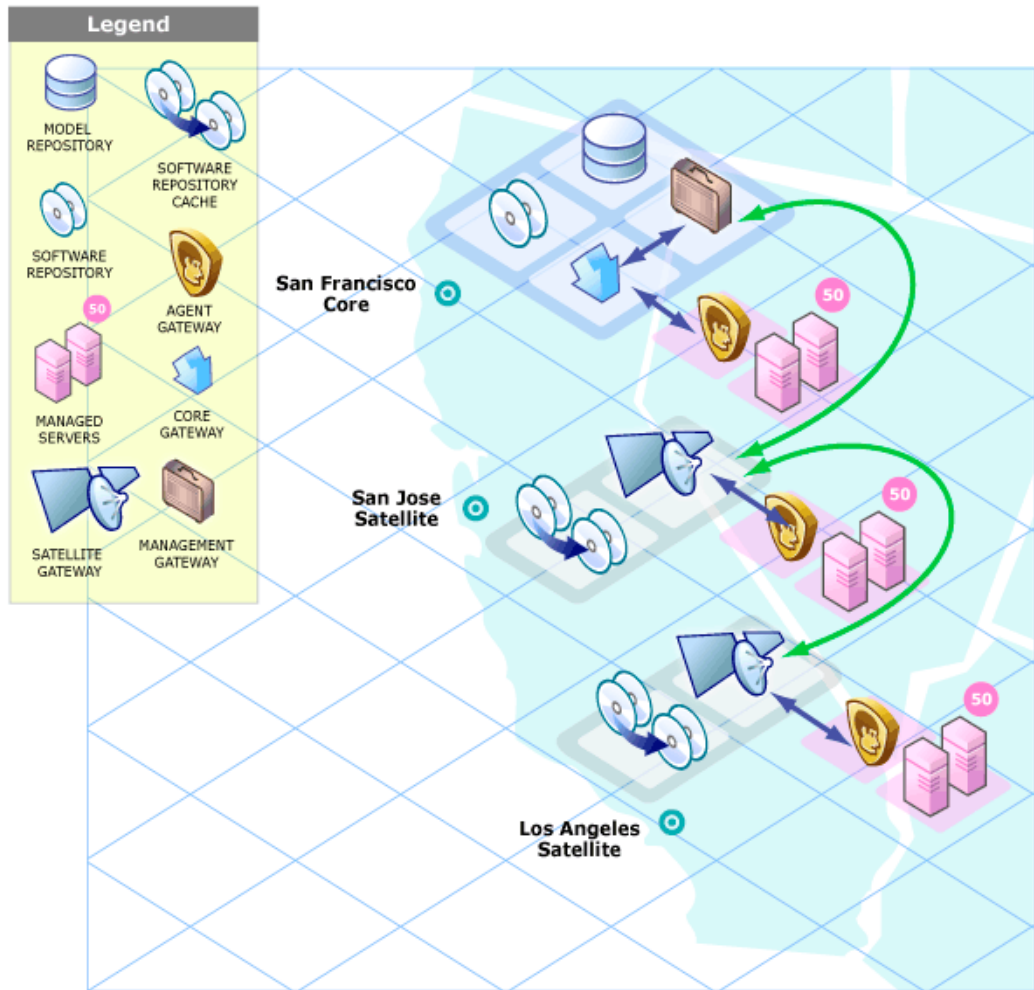 Legend
MODEL
REPOSITORY
SOFTWARE
REPOSITORY
CACHE
SOFTWARE
REPOSITORY
AGENT
GATEWAY
50
MANAGED
SERVERS
CORE
GATEWAY
SATELLITE
GATEWAY
MANAGEMENT
GATEWAY
San Francisco
Core
50
San Jose
Satellite
50
Los Angeles
Satellite
50